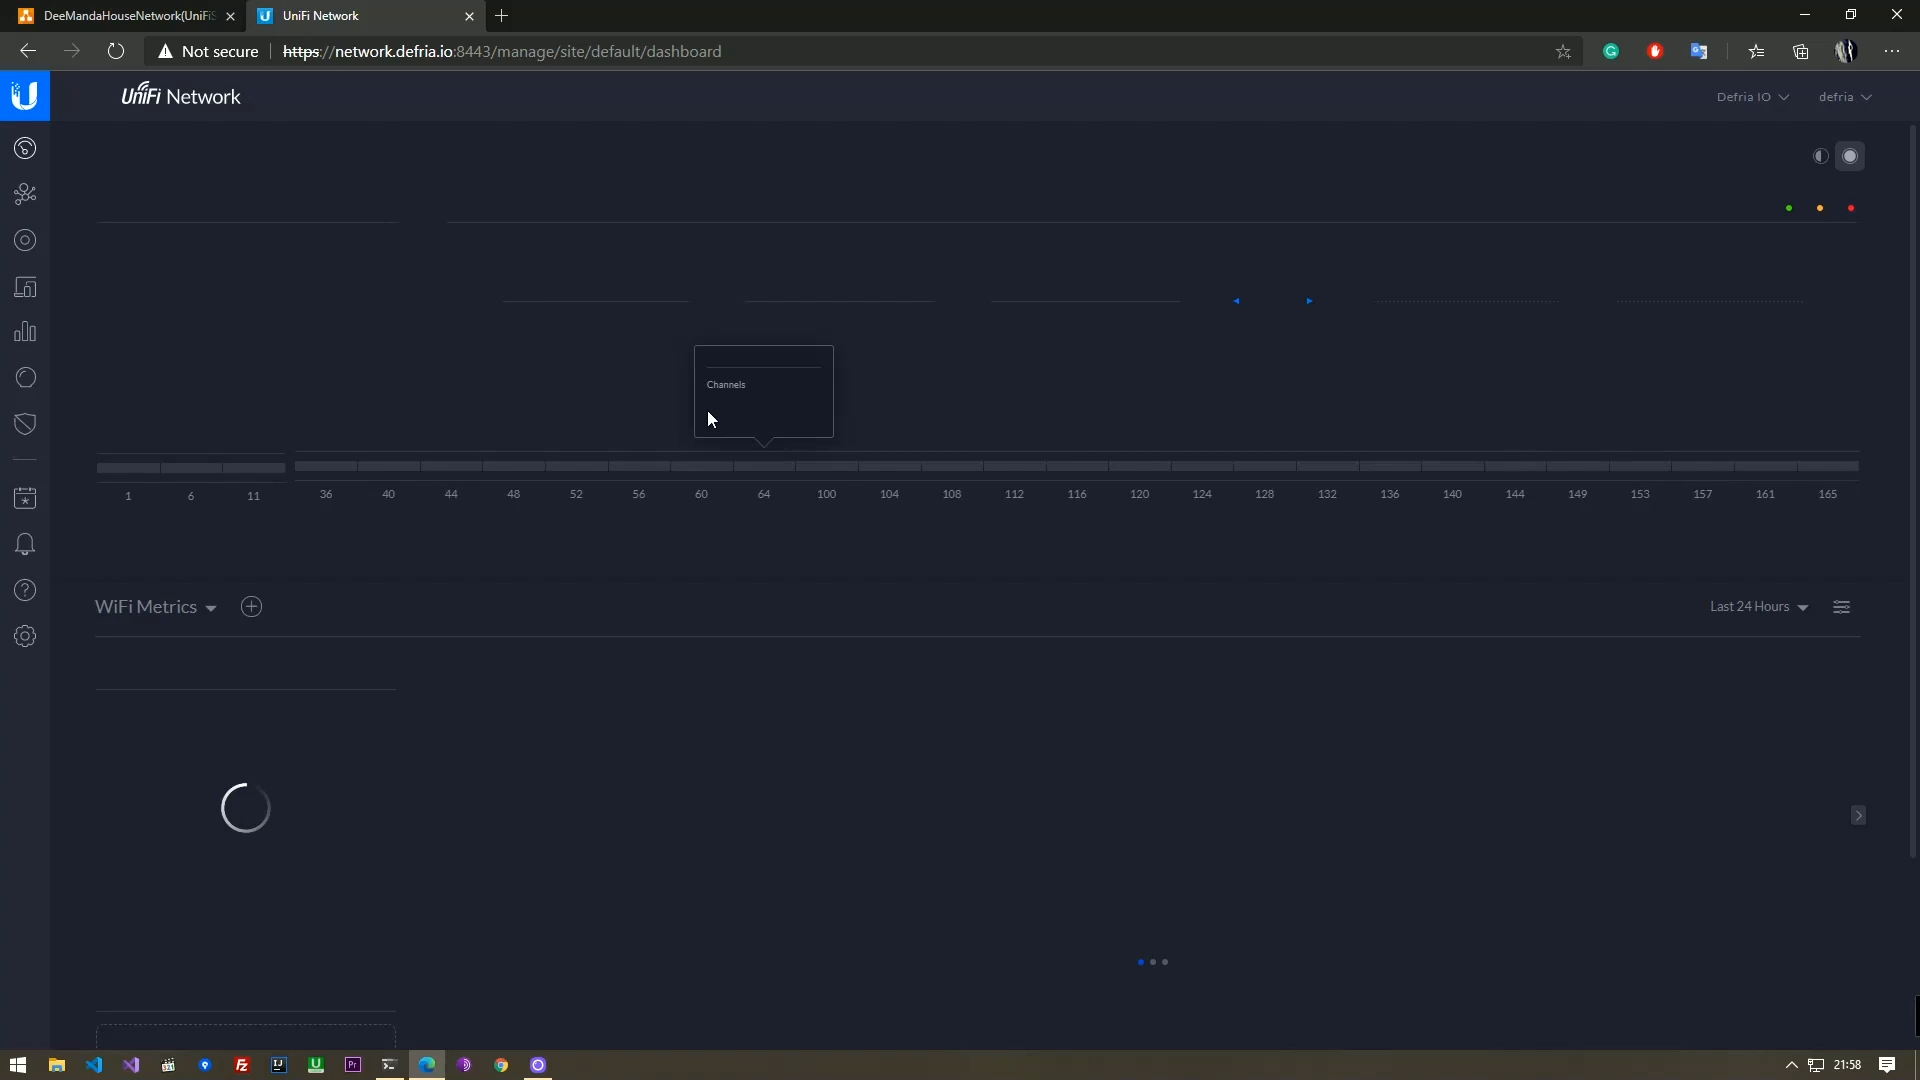 DeeMandaHouseNetwork(UniFiS
UniFi Network
Not secure
https://network.defria.io:8443/manage/site/default/dashboard
UniFi Network
Defria IO
defria
Channels
1 6 11 36 40 44 48 52 56 60 64 100 104 108 112 116 120 124 128 132 136 140 144 149 153 157 161 165
WiFi Metrics
Last 24 Hours
21:58